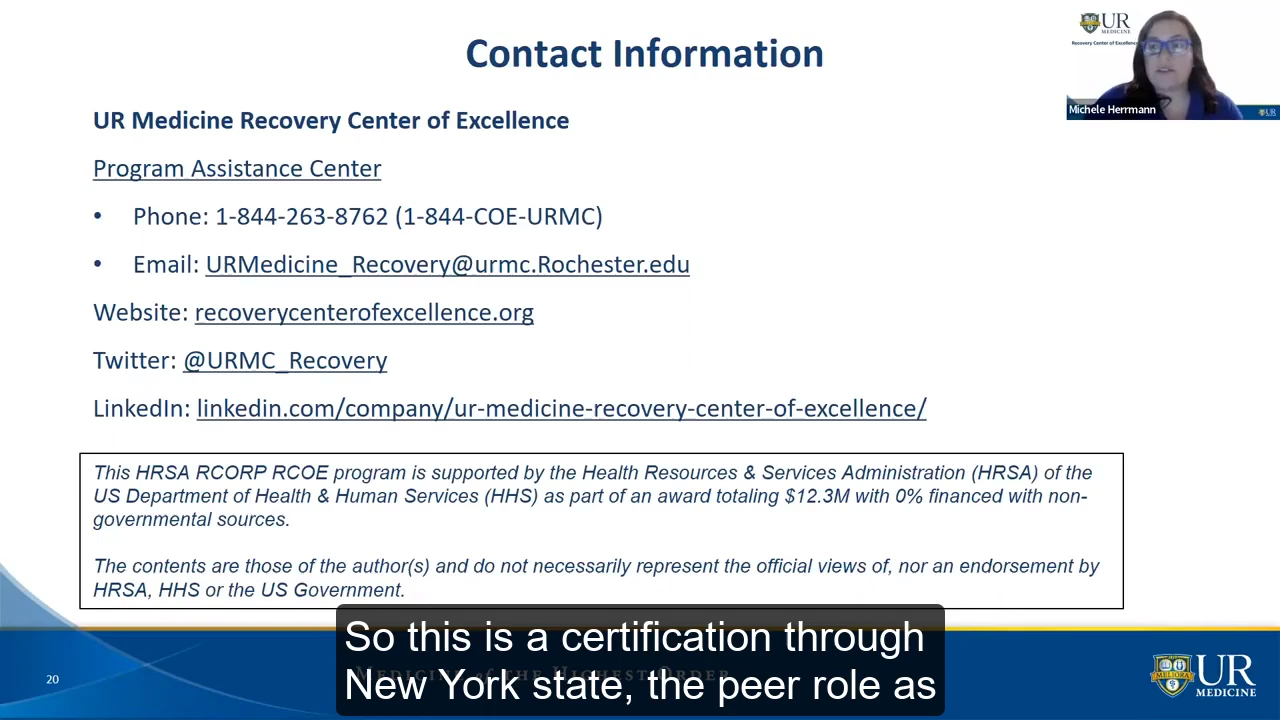 Contact Information
UR
MEDICINE
Recovery Center of Excellence
Michele Herrmann
UR Medicine Recovery Center of Excellence
Program Assistance Center
• Phone: 1-844-263-8762 (1-844-COE-URMC)
• Email: URMedicine_Recovery@urmc.Rochester.edu
Website: recoverycenterofexcellence.org
Twitter: @URMC_Recovery
LinkedIn: linkedin.com/company/ur-medicine-recovery-center-of-excellence/
This HRSA RCORP RCOE program is supported by the Health Resources & Services Administration (HRSA) of the
US Department of Health & Human Services (HHS) as part of an award totaling $12.3M with 0% financed with non-
governmental sources.
The contents are those of the author(s) and do not necessarily represent the official views of, nor an endorsement by
HRSA, HHS or the US Government.
So this is a certification through
New York state, the peer role as
MEDICINE of the HIGHEST ORDER
20
MELIORA
UR
MEDICINE